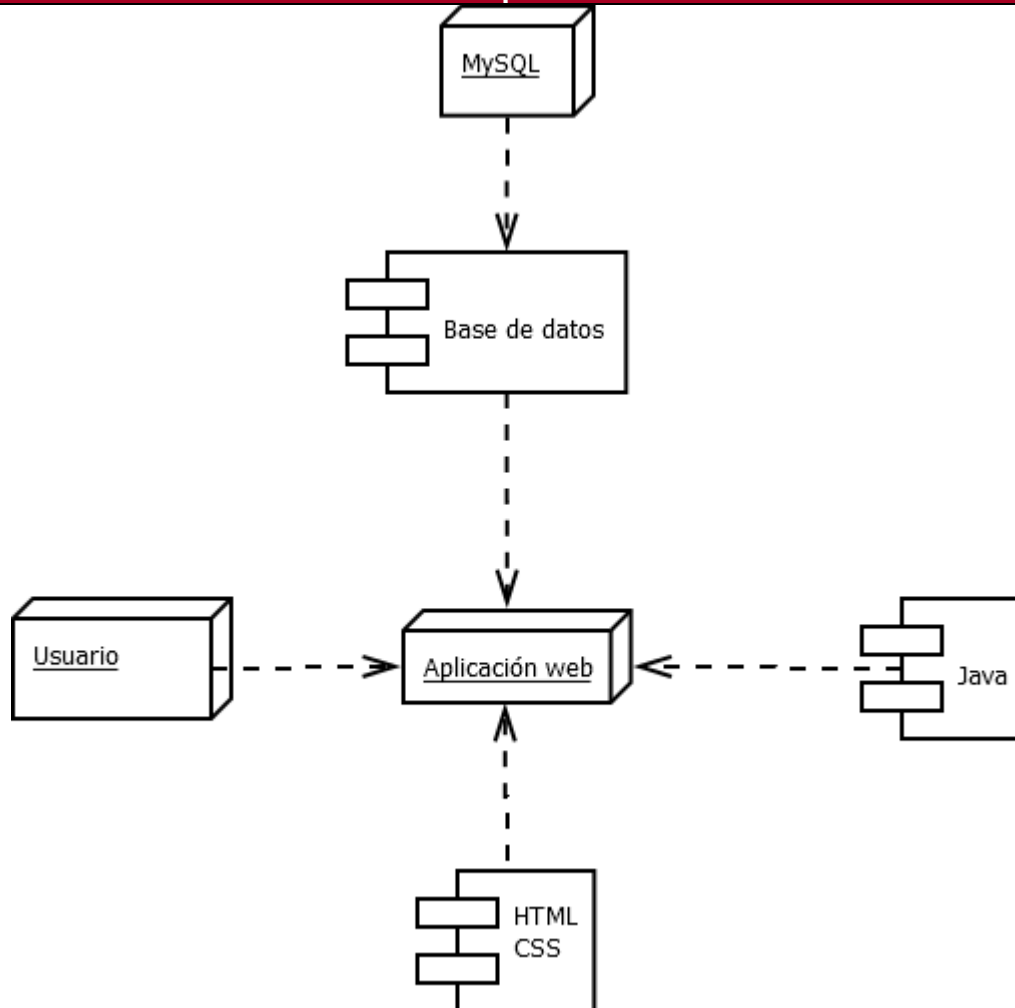 MySQL
Base de datos
Usuario
Aplicación web
Java
HTML
CSS